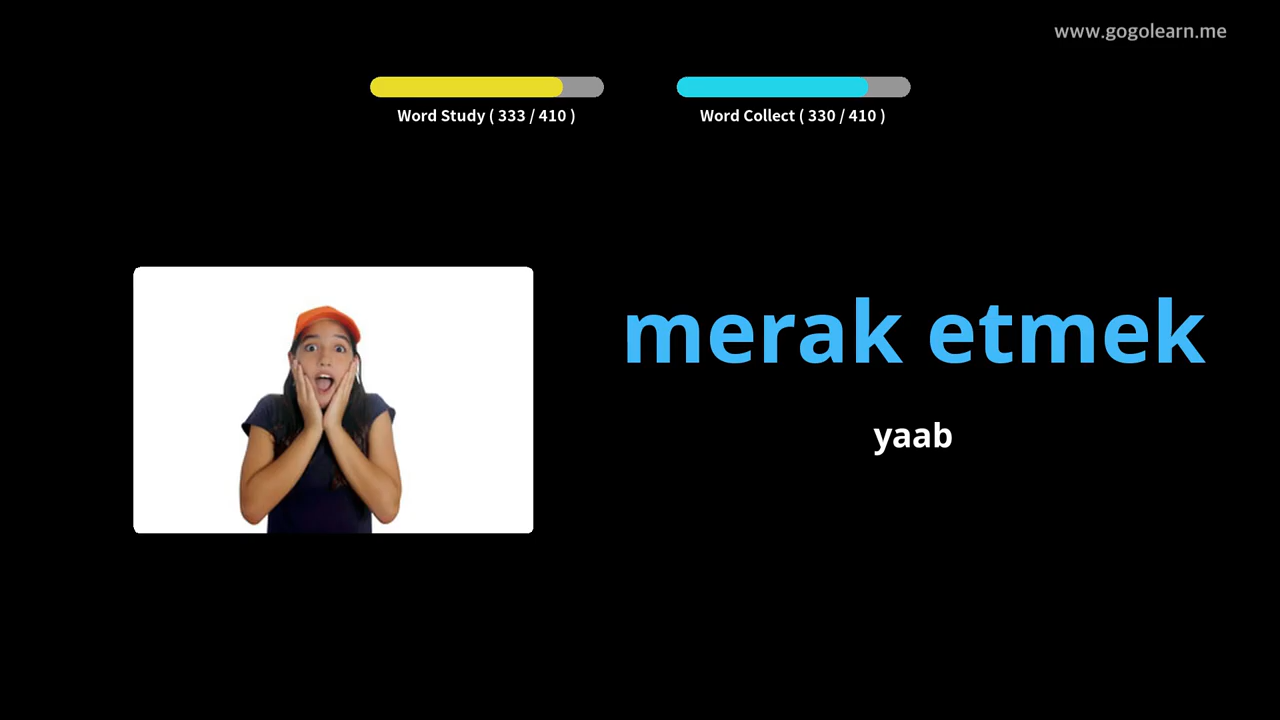 www.gogolearn.me
Word Study ( 333 / 410 )
Word Collect ( 330 / 410 )
merak etmek
yaab